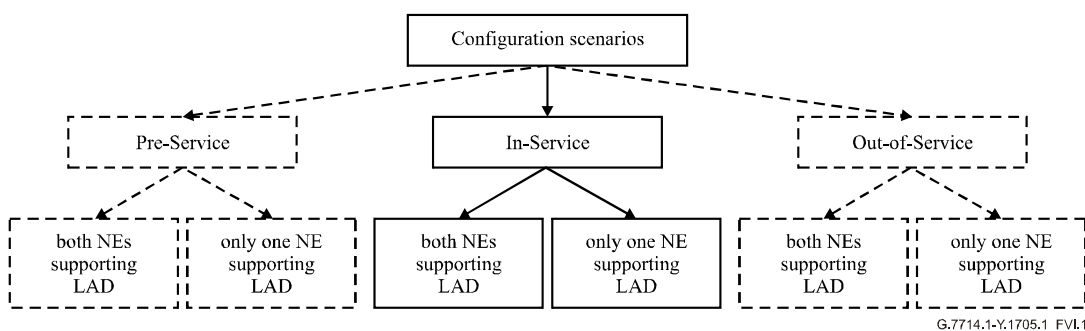 Configuration scenarios
Pre-Service
In-Service
Out-of-Service
both NEs
supporting
LAD
only one NE
supporting
LAD
both NEs
supporting
LAD
only one NE
supporting
LAD
both NEs
supporting
LAD
only one NE
supporting
LAD
G.7714.1-Y.1705.1_FVI.1